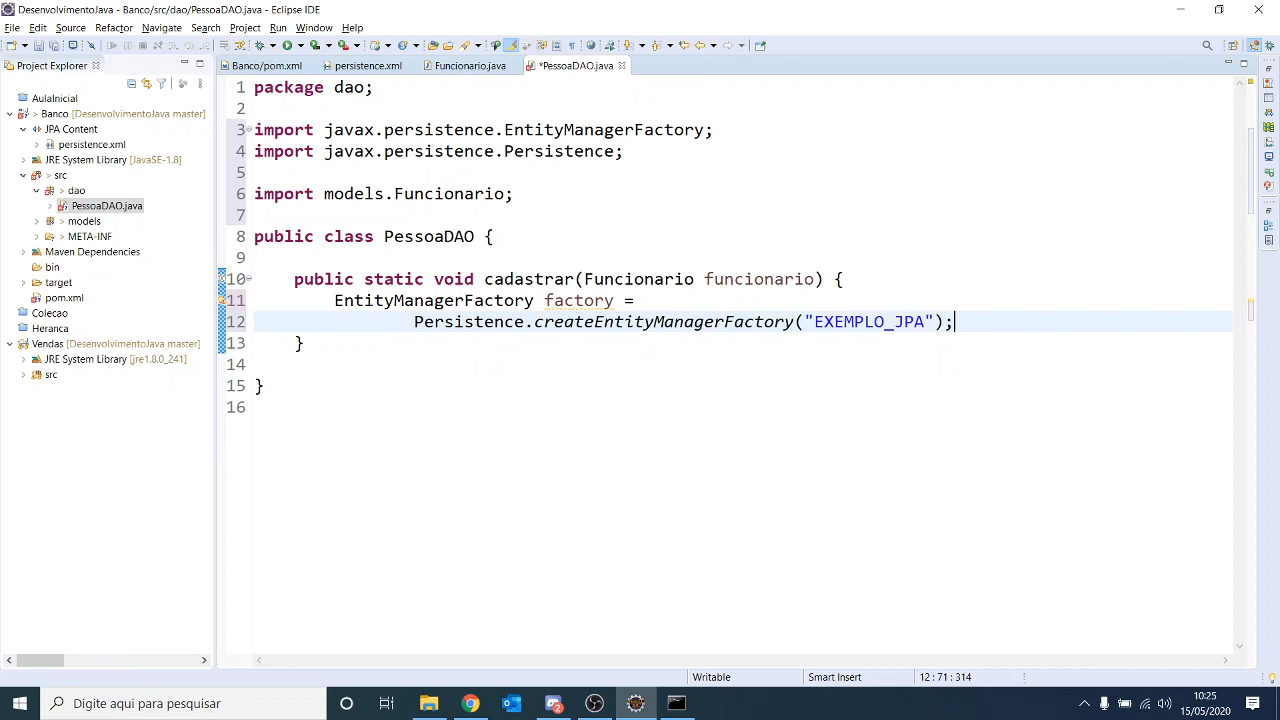 DesenvolvimentoJava - Banco/src/dao/PessoaDAO.java - Eclipse IDE
File Edit Source Refactor Navigate Search Project Run Window Help
Project Explorer
Banco/pom.xml
persistence.xml
Funcionario.java
*PessoaDAO.java
AulaInicial
> Banco [DesenvolvimentoJava master]
JPA Content
> persistence.xml
JRE System Library [JavaSE-1.8]
> src
> dao
> PessoaDAO.java
> models
> META-INF
Maven Dependencies
bin
> target
> pom.xml
Colecao
Heranca
> Vendas [DesenvolvimentoJava master]
JRE System Library [jre1.8.0_241]
src
1 package dao;
2
3 import javax.persistence.EntityManagerFactory;
4 import javax.persistence.Persistence;
5
6 import models.Funcionario;
7
8 public class PessoaDAO {
9
10 public static void cadastrar(Funcionario funcionario) {
11 EntityManagerFactory factory =
12 Persistence.createEntityManagerFactory("EXEMPLO_JPA");
13 }
14
15 }
16
Writable
Smart Insert
12 : 71 : 314
Digite aqui para pesquisar
10:25
15/05/2020